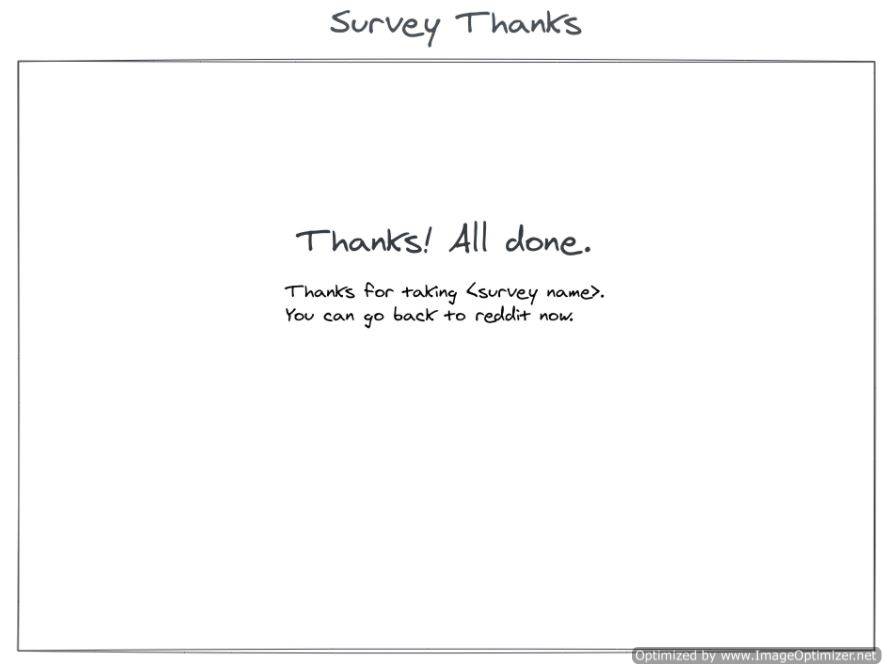 Survey Thanks
Thanks! All done.
Thanks for taking <survey name>.
You can go back to reddit now.
Optimized by www.ImageOptimizer.net